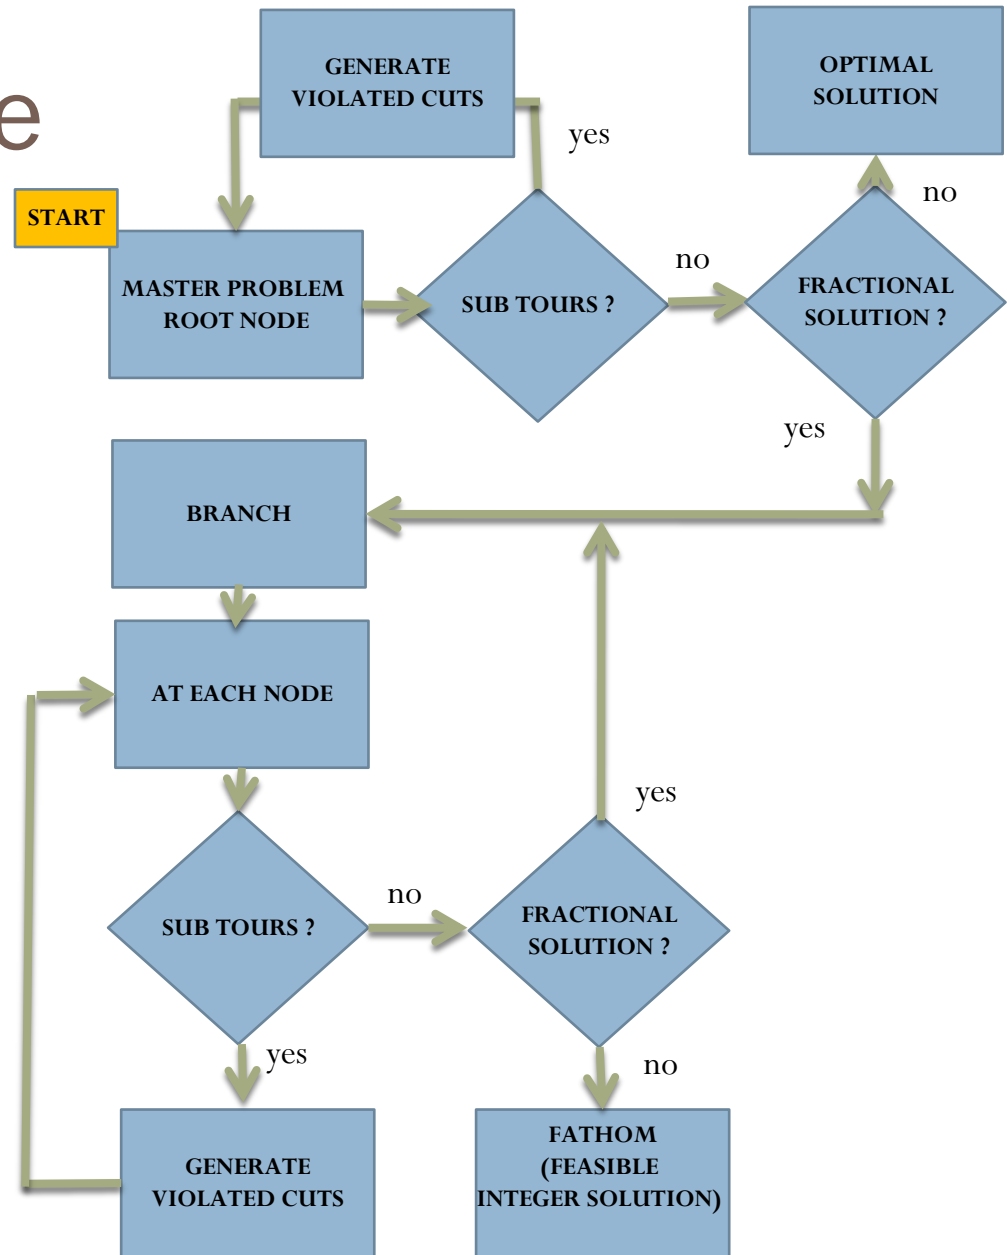 e
GENERATE
VIOLATED CUTS
OPTIMAL
SOLUTION
yes
no
START
MASTER PROBLEM
ROOT NODE
SUB TOURS ?
no
FRACTIONAL
SOLUTION ?
yes
BRANCH
AT EACH NODE
yes
SUB TOURS ?
no
FRACTIONAL
SOLUTION ?
yes
no
GENERATE
VIOLATED CUTS
FATHOM
(FEASIBLE
INTEGER SOLUTION)